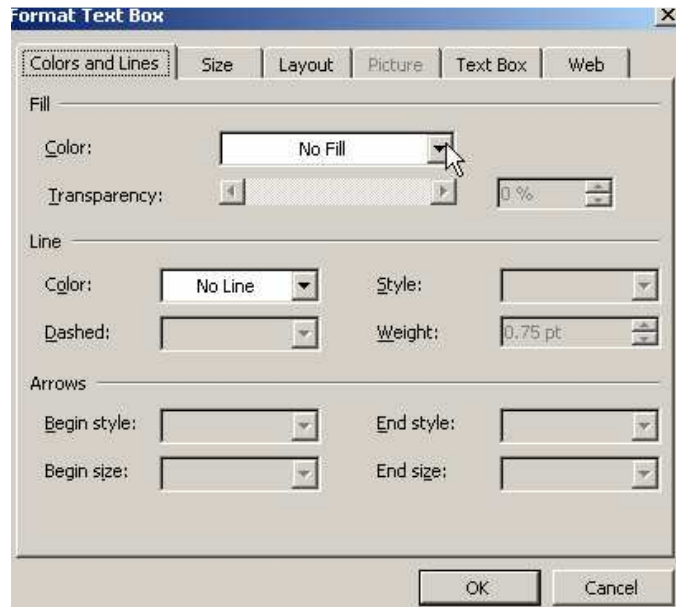 Format Text Box
Colors and Lines Size Layout Picture Text Box Web
Fill
Color: No Fill
Transparency: 0 %
Line
Color: No Line Style:
Dashed: Weight: 0.75 pt
Arrows
Begin style: End style:
Begin size: End size:
OK Cancel